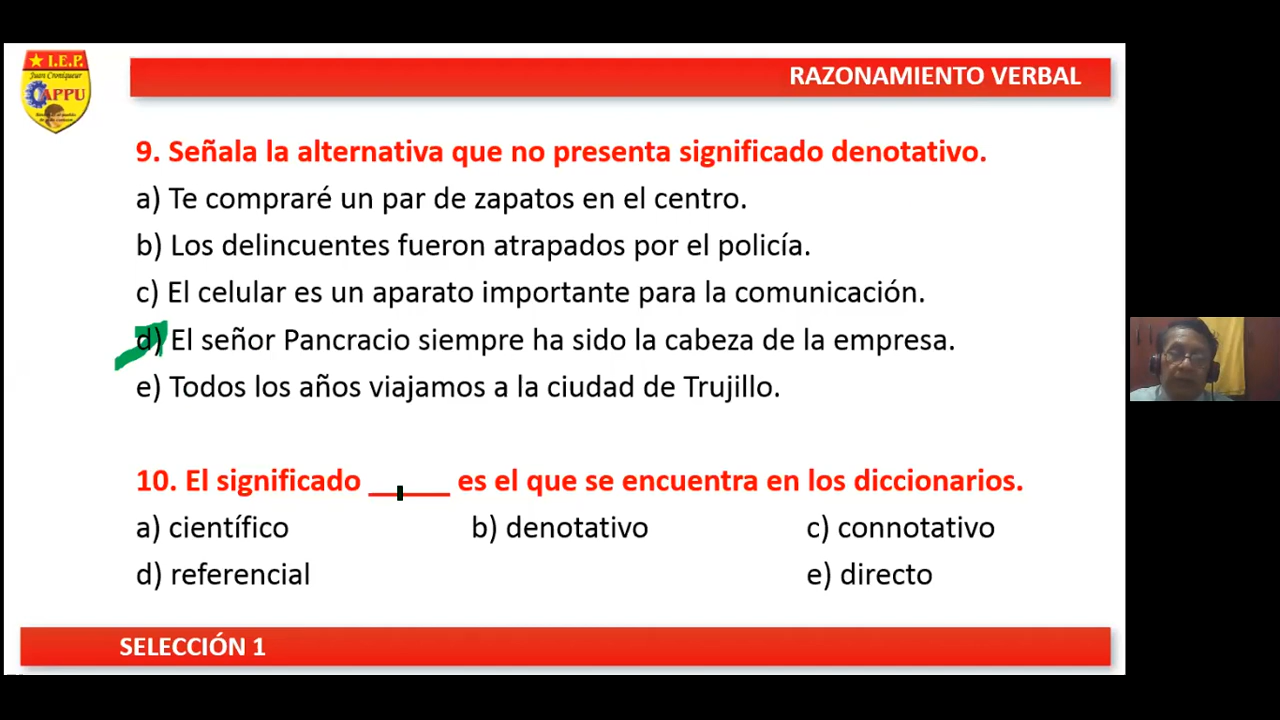 I.E.P.
Juan Croniqueur
CAPPU
RAZONAMIENTO VERBAL
9. Señala la alternativa que no presenta significado denotativo.
a) Te compraré un par de zapatos en el centro.
b) Los delincuentes fueron atrapados por el policía.
c) El celular es un aparato importante para la comunicación.
d) El señor Pancracio siempre ha sido la cabeza de la empresa.
e) Todos los años viajamos a la ciudad de Trujillo.
10. El significado _____ es el que se encuentra en los diccionarios.
a) científico b) denotativo c) connotativo
d) referencial e) directo
SELECCIÓN 1